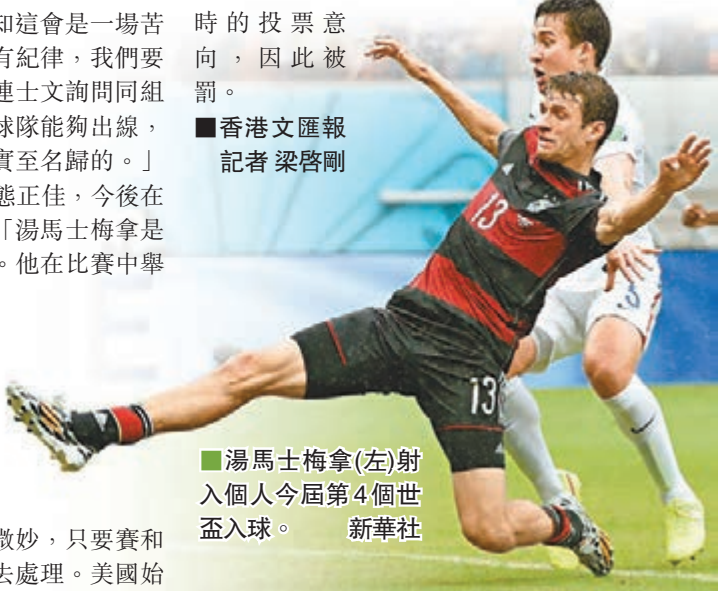 知這會是一場苦
有紀律，我們要
連士文詢問同組
球隊能夠出線，
實至名歸的。」
態正佳，今後在
「湯馬士梅拿是
。他在比賽中舉
微妙，只要賽和
去處理。美國始
時的投票意
向，因此被
罰。
■香港文匯報
記者 梁啓剛
13
13
■湯馬士梅拿(左)射
入個人今屆第4個世
盃入球。 新華社